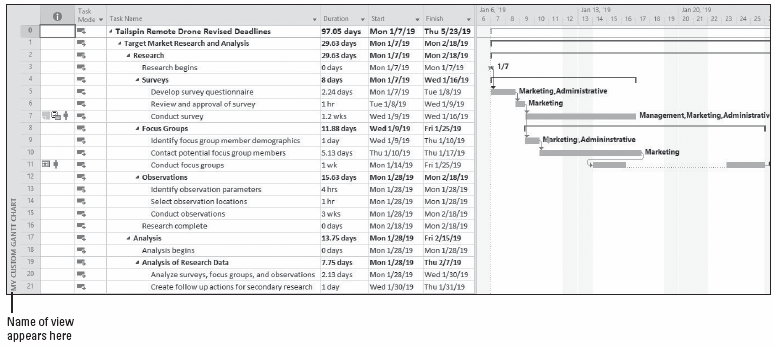 Task Mode Task Name Duration Start Finish Jan 6, '19 Jan 13, '19 Jan 20, '19
6 7 8 9 10 11 12 13 14 15 16 17 18 19 20 21 22 23 24 25
0 Tailspin Remote Drone Revised Deadlines 97.05 days Mon 1/7/19 Thu 5/23/19
1 Target Market Research and Analysis 29.63 days Mon 1/7/19 Mon 2/18/19
2 Research 29.63 days Mon 1/7/19 Mon 2/18/19
3 Research begins 0 days Mon 1/7/19 Mon 1/7/19 1/7
4 Surveys 8 days Mon 1/7/19 Wed 1/16/19
5 Develop survey questionnaire 2.24 days Mon 1/7/19 Tue 1/8/19 Marketing,Administrative
6 Review and approval of survey 1 hr Tue 1/8/19 Wed 1/9/19 Marketing
7 Conduct survey 1.2 wks Wed 1/9/19 Wed 1/16/19 Management,Marketing,Administrativ
8 Focus Groups 11.88 days Wed 1/9/19 Fri 1/25/19
9 Identify focus group member demographics 1 day Wed 1/9/19 Thu 1/10/19 Marketing,Admininstrative
10 Contact potential focus group members 5.13 days Thu 1/10/19 Thu 1/17/19 Marketing
11 Conduct focus groups 1 wk Mon 1/14/19 Fri 1/25/19
12 Observations 15.63 days Mon 1/28/19 Mon 2/18/19
13 Identify observation parameters 4 hrs Mon 1/28/19 Mon 1/28/19
14 Select observation locations 1 hr Mon 1/28/19 Mon 1/28/19
15 Conduct observations 3 wks Mon 1/28/19 Mon 2/18/19
16 Research complete 0 days Mon 2/18/19 Mon 2/18/19
17 Analysis 13.75 days Mon 1/28/19 Fri 2/15/19
18 Analysis begins 0 days Mon 1/28/19 Mon 1/28/19
19 Analysis of Research Data 7.75 days Mon 1/28/19 Thu 2/7/19
20 Analyze surveys, focus groups, and observations 2.13 days Mon 1/28/19 Wed 1/30/19
21 Create follow up actions for secondary research 1 day Wed 1/30/19 Thu 1/31/19
MY CUSTOM GANTT CHART
Name of view
appears here